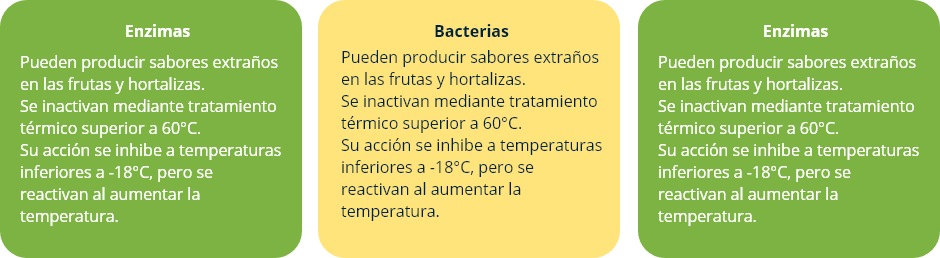 Enzimas
Pueden producir sabores extraños
en las frutas y hortalizas.
Se inactivan mediante tratamiento
térmico superior a 60°C.
Su acción se inhibe a temperaturas
inferiores a -18°C, pero se
reactivan al aumentar la
temperatura.
Bacterias
Pueden producir sabores extraños
en las frutas y hortalizas.
Se inactivan mediante tratamiento
térmico superior a 60°C.
Su acción se inhibe a temperaturas
inferiores a -18°C, pero se
reactivan al aumentar la
temperatura.
Enzimas
Pueden producir sabores extraños
en las frutas y hortalizas.
Se inactivan mediante tratamiento
térmico superior a 60°C.
Su acción se inhibe a temperaturas
inferiores a -18°C, pero se
reactivan al aumentar la
temperatura.